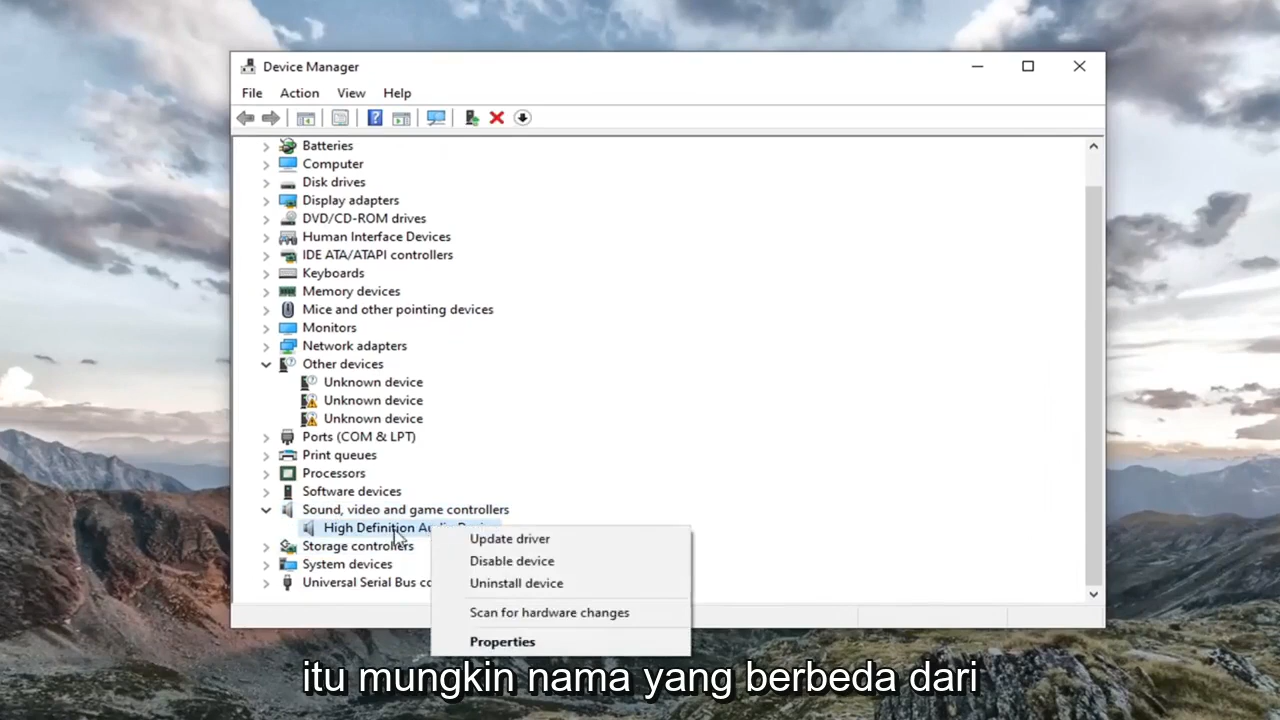 Device Manager
File Action View Help
Batteries
Computer
Disk drives
Display adapters
DVD/CD-ROM drives
Human Interface Devices
IDE ATA/ATAPI controllers
Keyboards
Memory devices
Mice and other pointing devices
Monitors
Network adapters
Other devices
Unknown device
Unknown device
Unknown device
Ports (COM & LPT)
Print queues
Processors
Software devices
Sound, video and game controllers
High Definition
Storage controllers
System devices
Universal Serial Bus
Update driver
Disable device
Uninstall device
Scan for hardware changes
Properties
itu mungkin nama yang berbeda dari